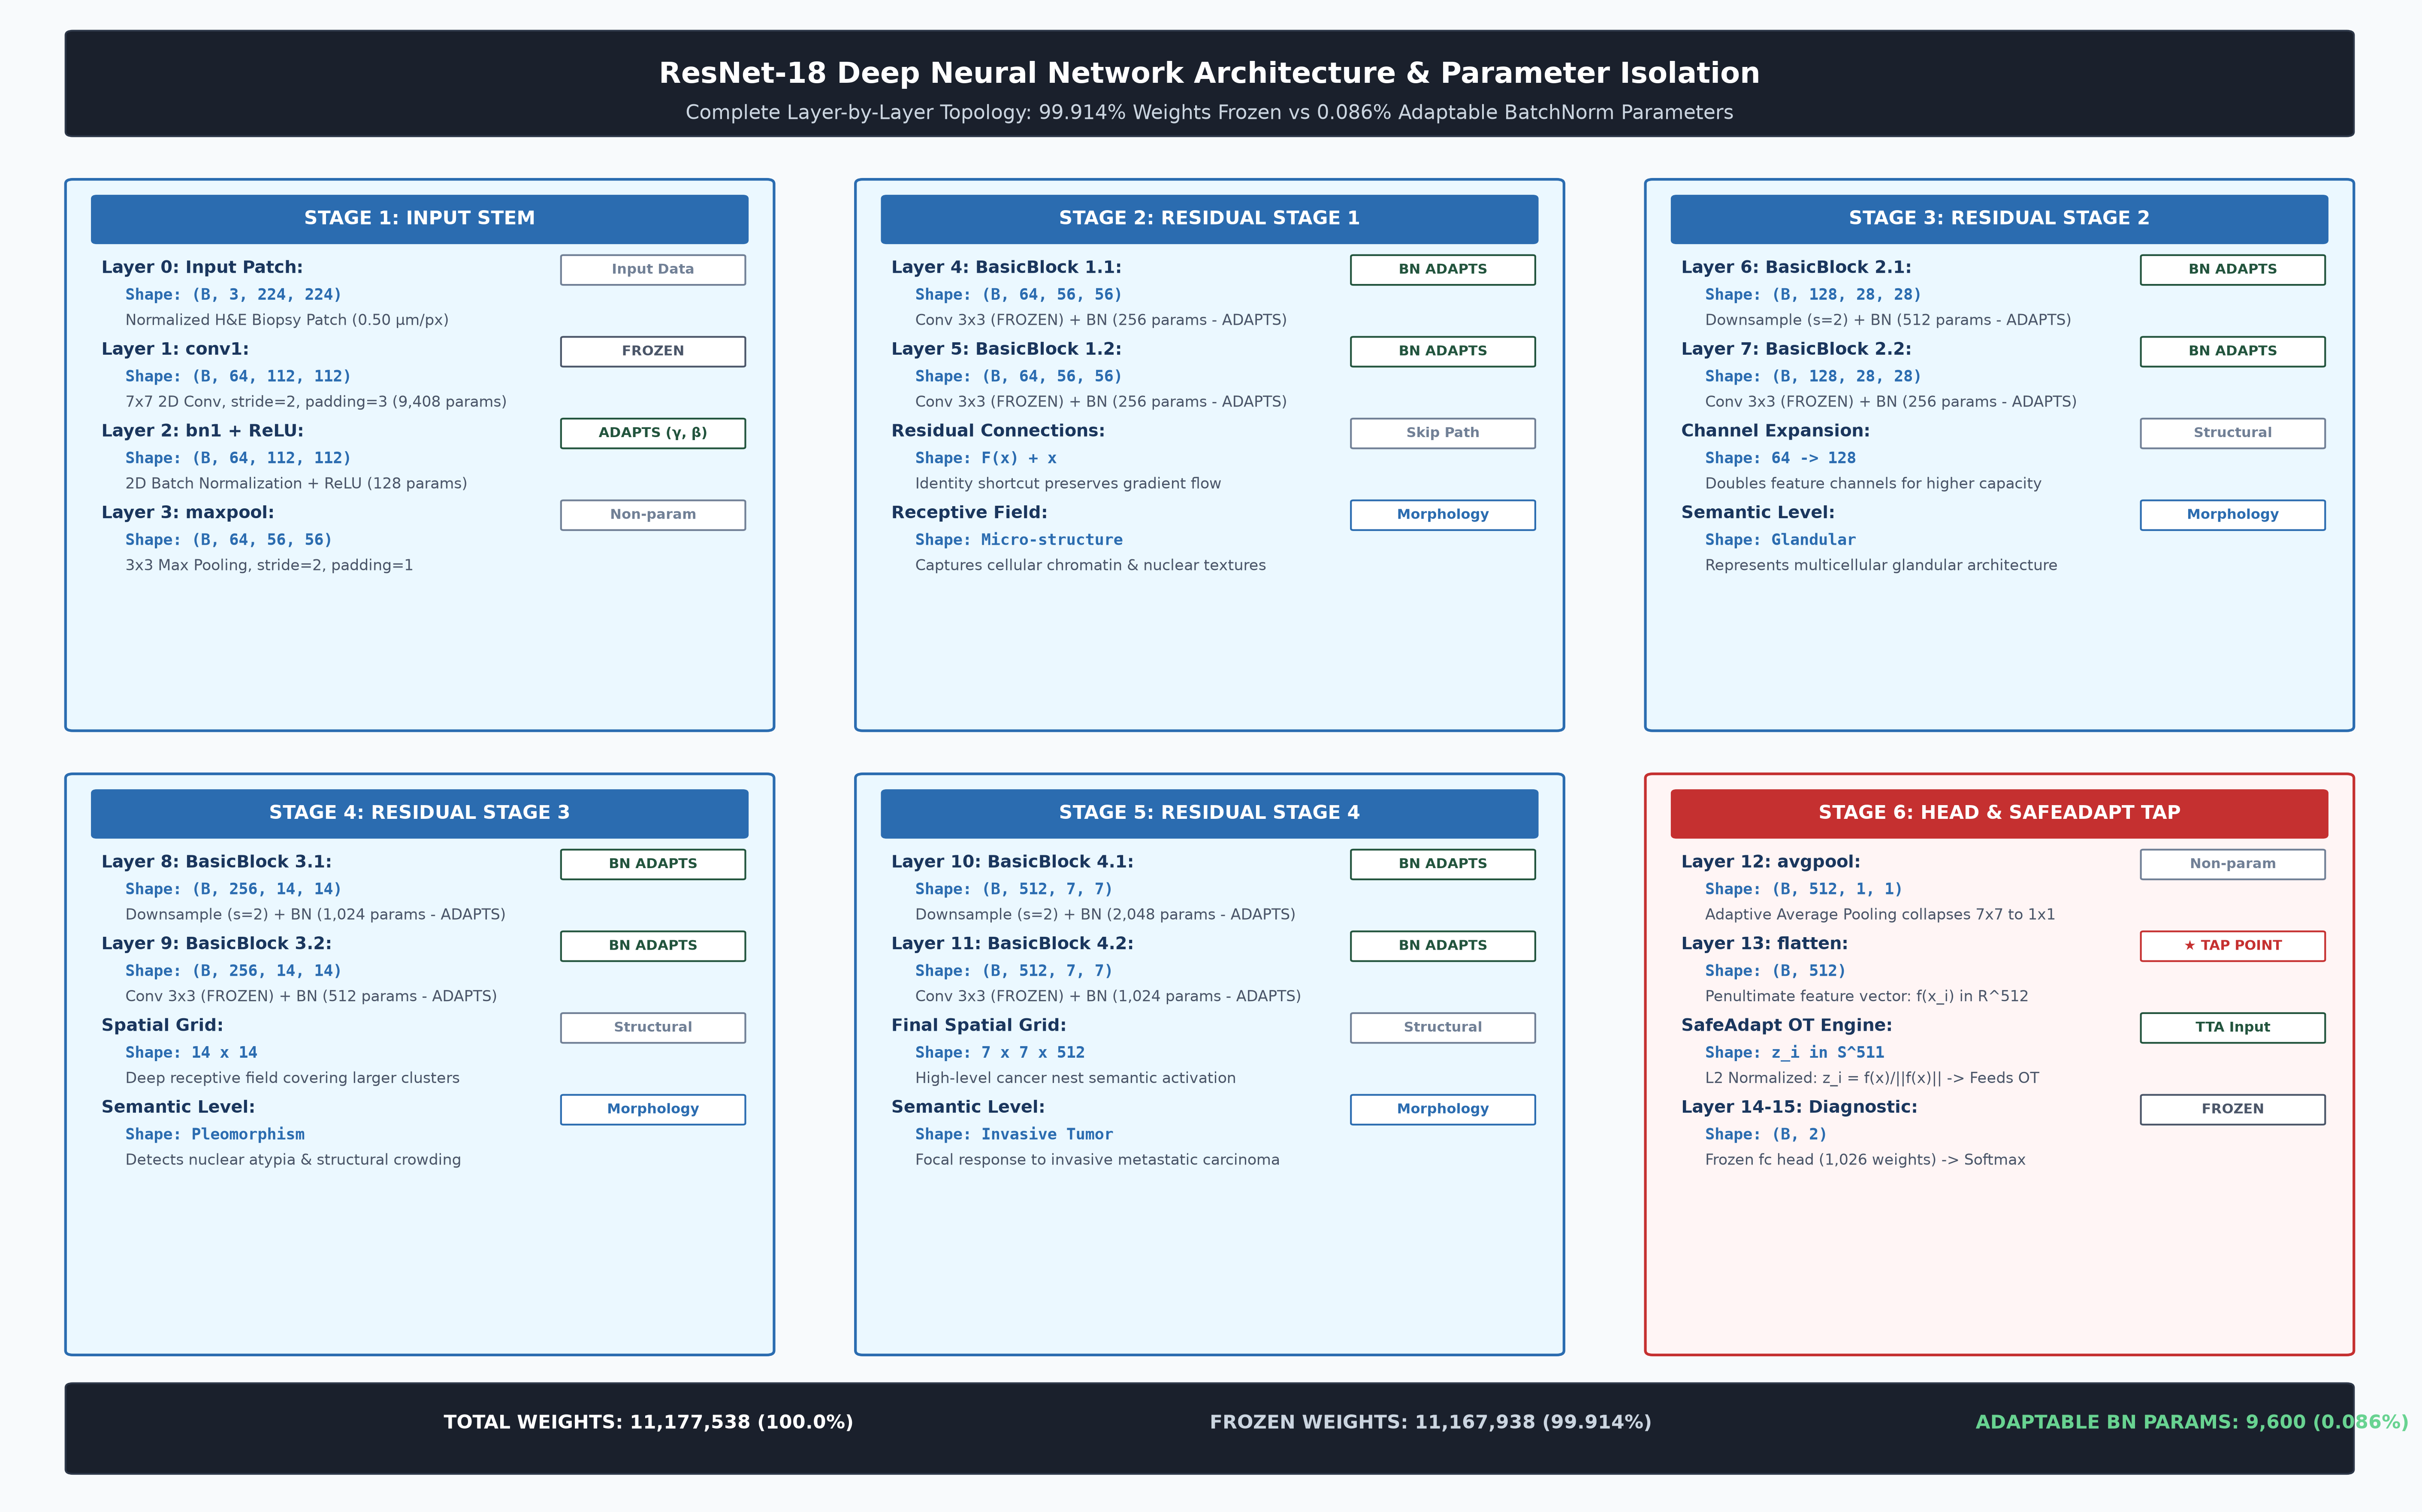 ResNet-18 Deep Neural Network Architecture & Parameter Isolation
Complete Layer-by-Layer Topology: 99.914% Weights Frozen vs 0.086% Adaptable BatchNorm Parameters
STAGE 1: INPUT STEM
Layer 0: Input Patch:
Input Data
Shape: (B, 3, 224, 224)
Normalized H&E Biopsy Patch (0.50 μm/px)
Layer 1: conv1:
FROZEN
Shape: (B, 64, 112, 112)
7x7 2D Conv, stride=2, padding=3 (9,408 params)
Layer 2: bn1 + ReLU:
ADAPTS (γ, β)
Shape: (B, 64, 112, 112)
2D Batch Normalization + ReLU (128 params)
Layer 3: maxpool:
Non-param
Shape: (B, 64, 56, 56)
3x3 Max Pooling, stride=2, padding=1
STAGE 2: RESIDUAL STAGE 1
Layer 4: BasicBlock 1.1:
BN ADAPTS
Shape: (B, 64, 56, 56)
Conv 3x3 (FROZEN) + BN (256 params - ADAPTS)
Layer 5: BasicBlock 1.2:
BN ADAPTS
Shape: (B, 64, 56, 56)
Conv 3x3 (FROZEN) + BN (256 params - ADAPTS)
Residual Connections:
Skip Path
Shape: F(x) + x
Identity shortcut preserves gradient flow
Receptive Field:
Morphology
Shape: Micro-structure
Captures cellular chromatin & nuclear textures
STAGE 3: RESIDUAL STAGE 2
Layer 6: BasicBlock 2.1:
BN ADAPTS
Shape: (B, 128, 28, 28)
Downsample (s=2) + BN (512 params - ADAPTS)
Layer 7: BasicBlock 2.2:
BN ADAPTS
Shape: (B, 128, 28, 28)
Conv 3x3 (FROZEN) + BN (256 params - ADAPTS)
Channel Expansion:
Structural
Shape: 64 -> 128
Doubles feature channels for higher capacity
Semantic Level:
Morphology
Shape: Glandular
Represents multicellular glandular architecture
STAGE 4: RESIDUAL STAGE 3
Layer 8: BasicBlock 3.1:
BN ADAPTS
Shape: (B, 256, 14, 14)
Downsample (s=2) + BN (1,024 params - ADAPTS)
Layer 9: BasicBlock 3.2:
BN ADAPTS
Shape: (B, 256, 14, 14)
Conv 3x3 (FROZEN) + BN (512 params - ADAPTS)
Spatial Grid:
Structural
Shape: 14 x 14
Deep receptive field covering larger clusters
Semantic Level:
Morphology
Shape: Pleomorphism
Detects nuclear atypia & structural crowding
STAGE 5: RESIDUAL STAGE 4
Layer 10: BasicBlock 4.1:
BN ADAPTS
Shape: (B, 512, 7, 7)
Downsample (s=2) + BN (2,048 params - ADAPTS)
Layer 11: BasicBlock 4.2:
BN ADAPTS
Shape: (B, 512, 7, 7)
Conv 3x3 (FROZEN) + BN (1,024 params - ADAPTS)
Final Spatial Grid:
Structural
Shape: 7 x 7 x 512
High-level cancer nest semantic activation
Semantic Level:
Morphology
Shape: Invasive Tumor
Focal response to invasive metastatic carcinoma
STAGE 6: HEAD & SAFEADAPT TAP
Layer 12: avgpool:
Non-param
Shape: (B, 512, 1, 1)
Adaptive Average Pooling collapses 7x7 to 1x1
Layer 13: flatten:
★ TAP POINT
Shape: (B, 512)
Penultimate feature vector: f(x_i) in R^512
SafeAdapt OT Engine:
TTA Input
Shape: z_i in S^511
L2 Normalized: z_i = f(x)/||f(x)|| -> Feeds OT
Layer 14-15: Diagnostic:
FROZEN
Shape: (B, 2)
Frozen fc head (1,026 weights) -> Softmax
TOTAL WEIGHTS: 11,177,538 (100.0%)
FROZEN WEIGHTS: 11,167,938 (99.914%)
ADAPTABLE BN PARAMS: 9,600 (0.086%)